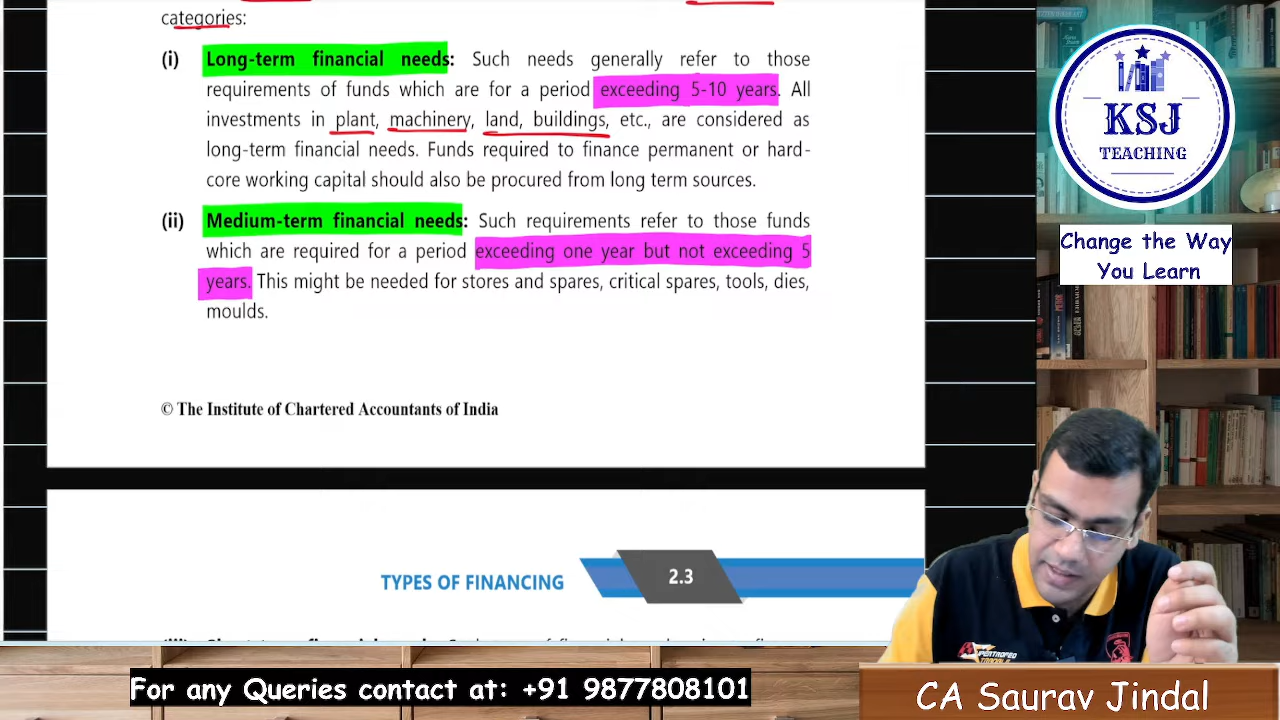 categories:
(i) Long-term financial needs: Such needs generally refer to those
requirements of funds which are for a period exceeding 5-10 years. All
investments in plant, machinery, land, buildings, etc., are considered as
long-term financial needs. Funds required to finance permanent or hard-
core working capital should also be procured from long term sources.
(ii) Medium-term financial needs: Such requirements refer to those funds
which are required for a period exceeding one year but not exceeding 5
years. This might be needed for stores and spares, critical spares, tools, dies,
moulds.
© The Institute of Chartered Accountants of India
TYPES OF FINANCING 2.3
KSJ
TEACHING
Change the Way
You Learn
For any Queries contact at: +91 9877808101
CA Saurav Jindal